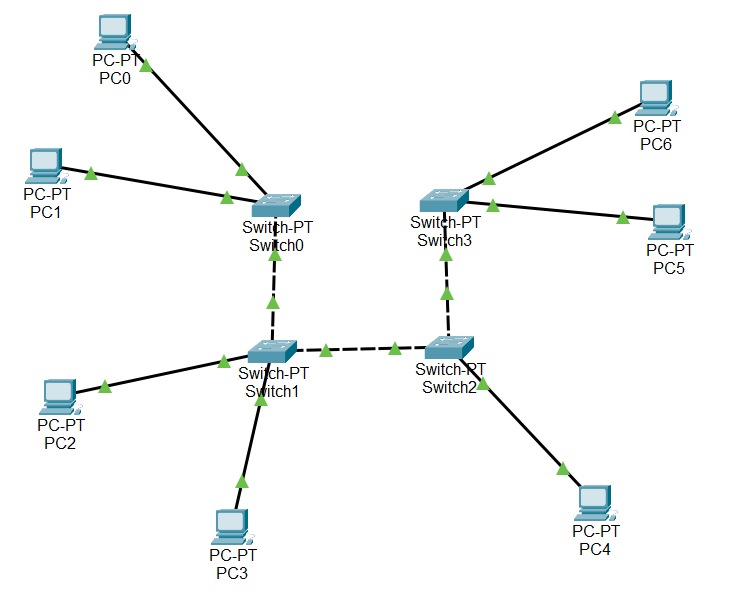 PC-PT
PC0
PC-PT
PC6
PC-PT
PC1
Switch-PT
Switch0
Switch-PT
Switch3
PC-PT
PC5
Switch-PT
Switch1
Switch-PT
Switch2
PC-PT
PC2
PC-PT
PC4
PC-PT
PC3